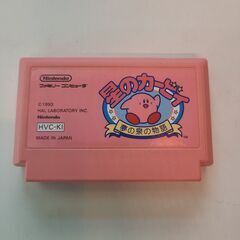 Nintendo
ファミリー コンピュータ
© 1993
HAL LABORATORY INC.
Nintendo
HVC-KI
MADE IN JAPAN
星のカービィ
夢の泉の物語